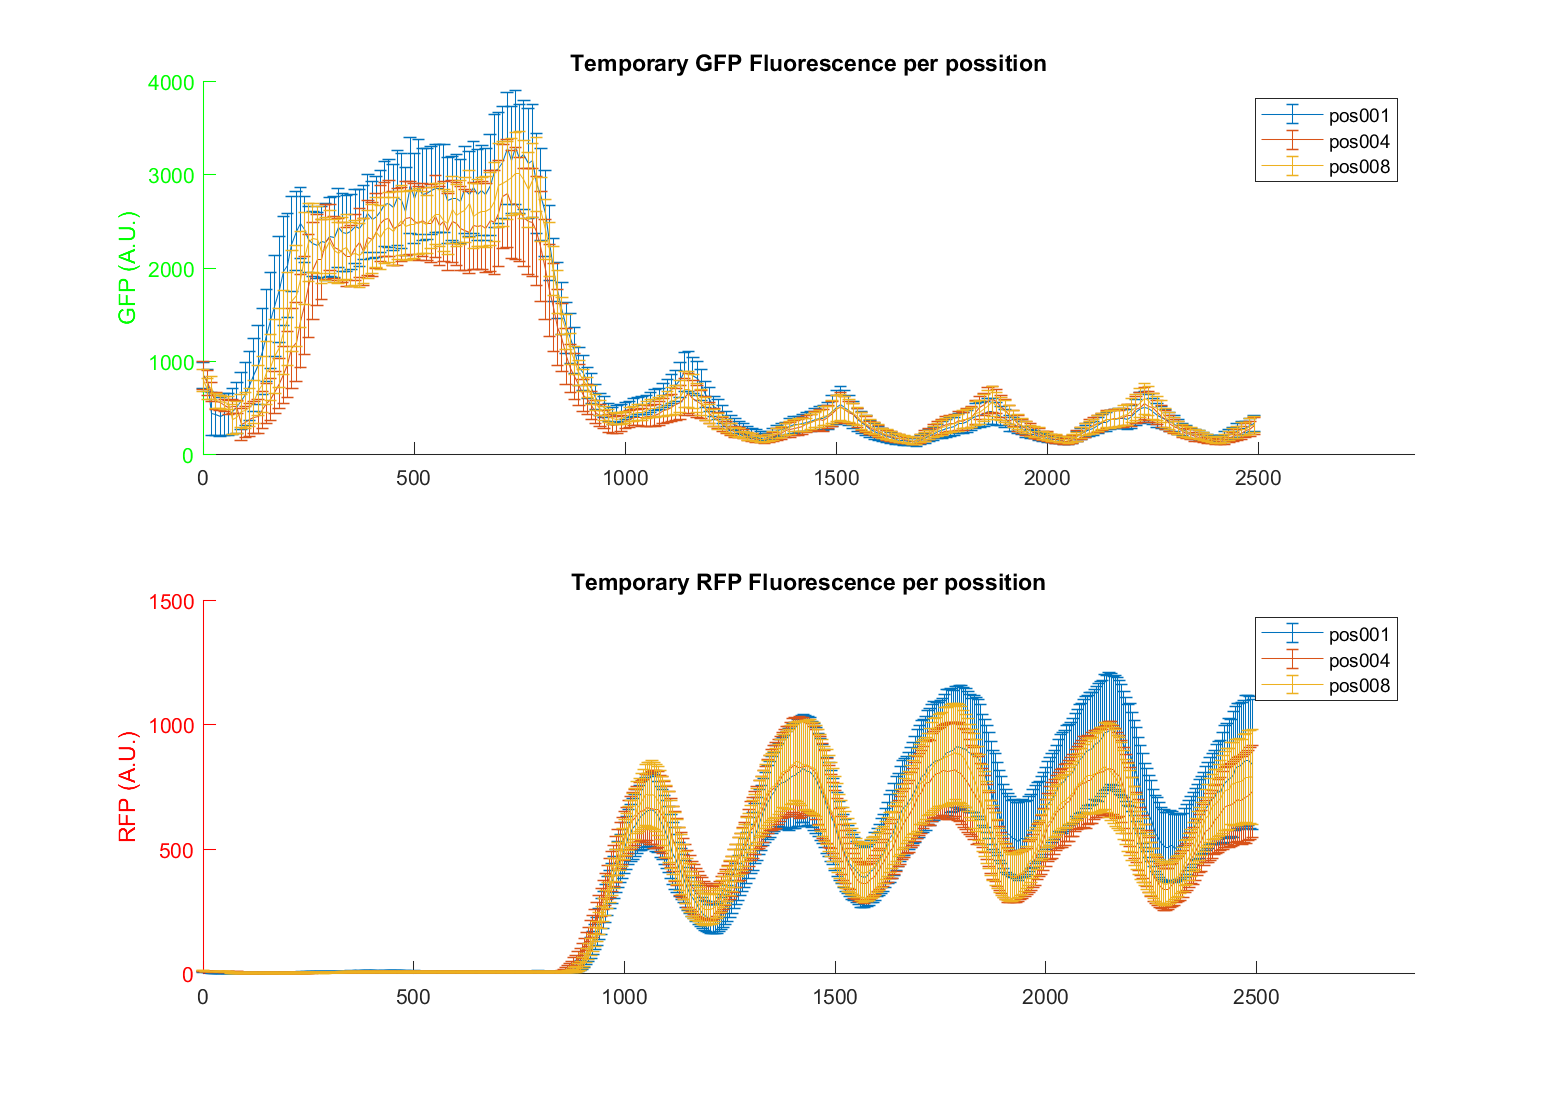 Temporary GFP Fluorescence per possition
4000
3000
2000
1000
0
GFP (A.U.)
0 500 1000 1500 2000 2500
pos001
pos004
pos008
Temporary RFP Fluorescence per possition
1500
1000
500
0
RFP (A.U.)
0 500 1000 1500 2000 2500
pos001
pos004
pos008